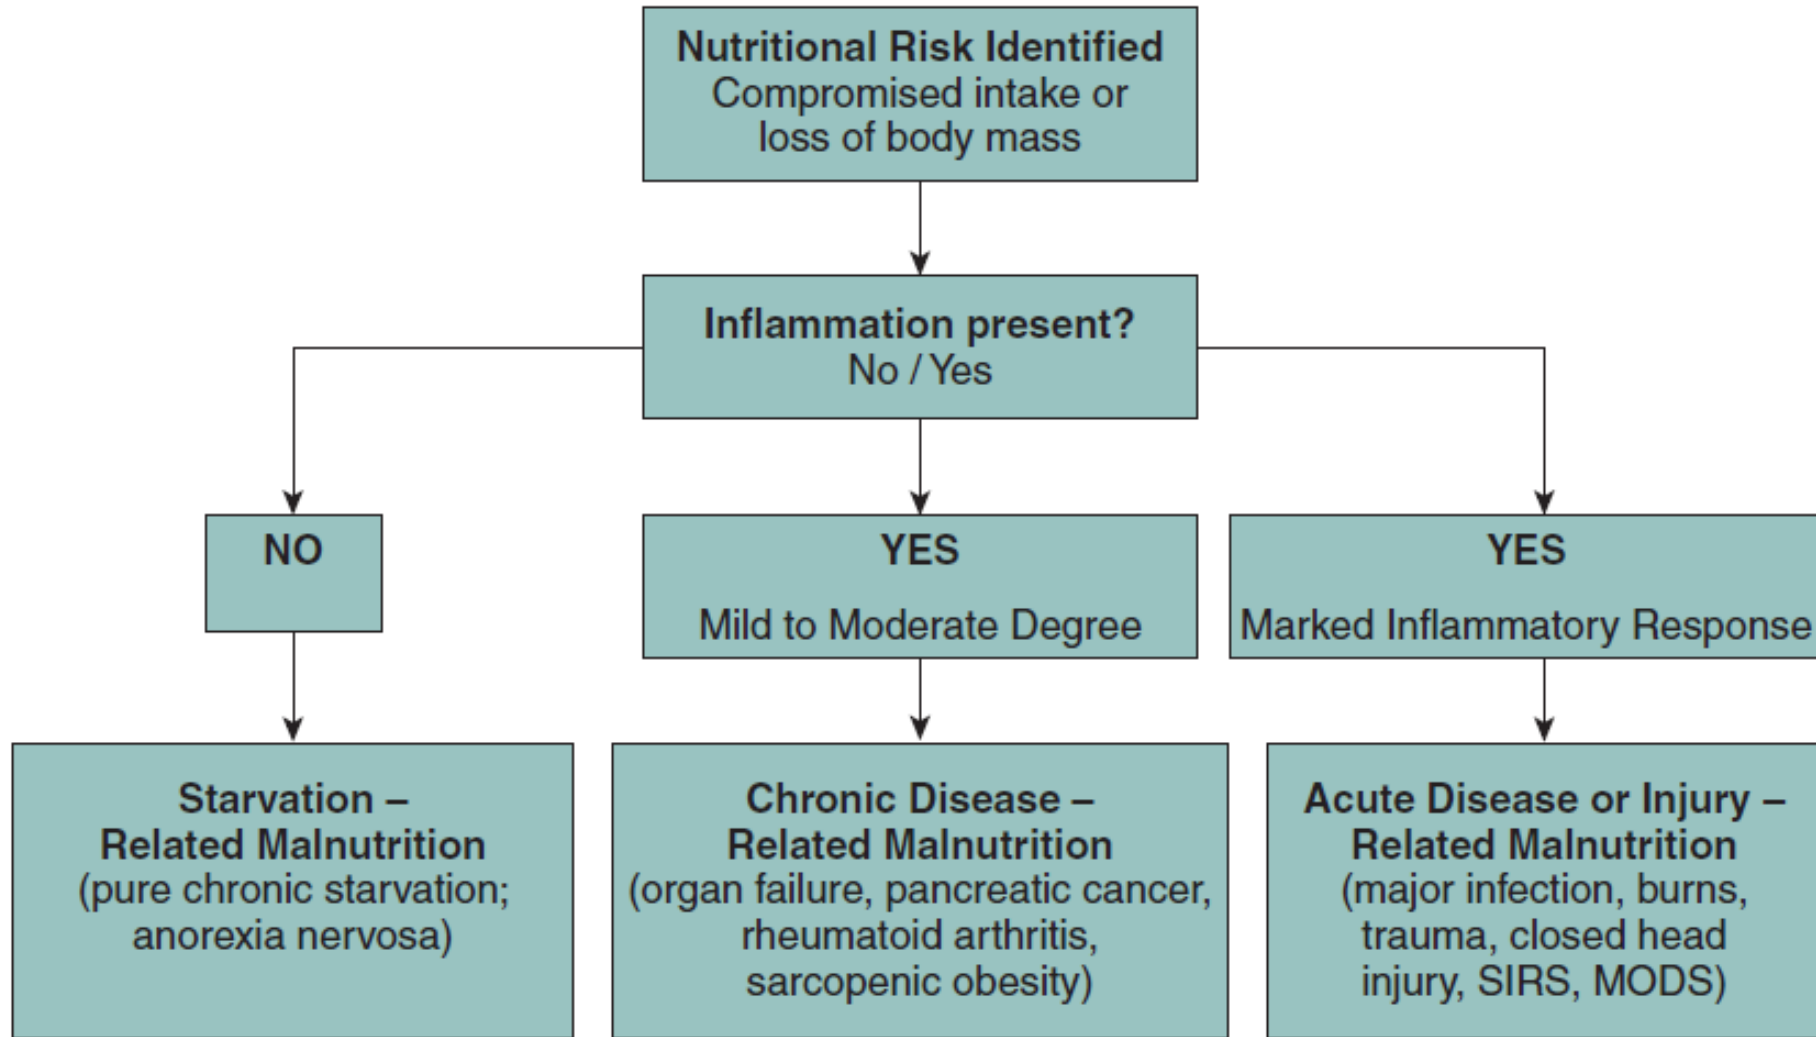 Nutritional Risk Identified
Compromised intake or
loss of body mass
Inflammation present?
No / Yes
NO
YES
Mild to Moderate Degree
YES
Marked Inflammatory Response
Starvation –
Related Malnutrition
(pure chronic starvation;
anorexia nervosa)
Chronic Disease –
Related Malnutrition
(organ failure, pancreatic cancer,
rheumatoid arthritis,
sarcopenic obesity)
Acute Disease or Injury –
Related Malnutrition
(major infection, burns,
trauma, closed head
injury, SIRS, MODS)